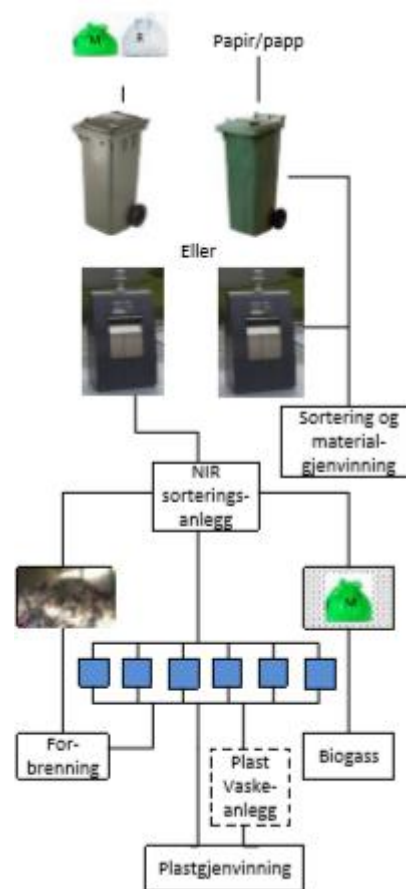 M
R
Papir/papp
Eller
Sortering og
material-
gjenvinning
NIR
sorterings-
anlegg
M
For-
brenning
Plast
Vaske-
anlegg
Biogass
Plastgjenvinning